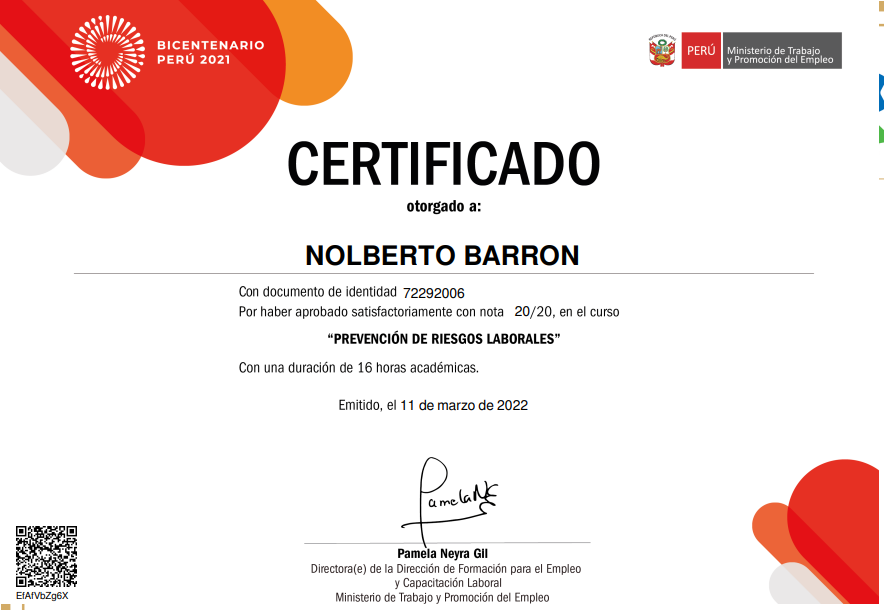 BICENTENARIO
PERÚ 2021
PERÚ
Ministerio de Trabajo
y Promoción del Empleo
CERTIFICADO
otorgado a:
NOLBERTO BARRON
Con documento de identidad 72292006
Por haber aprobado satisfactoriamente con nota 20/20, en el curso
“PREVENCIÓN DE RIESGOS LABORALES”
Con una duración de 16 horas académicas.
Emitido, el 11 de marzo de 2022
PamelaNG
Pamela Neyra Gil
Directora(e) de la Dirección de Formación para el Empleo
y Capacitación Laboral
Ministerio de Trabajo y Promoción del Empleo
EfAfVbZg6X